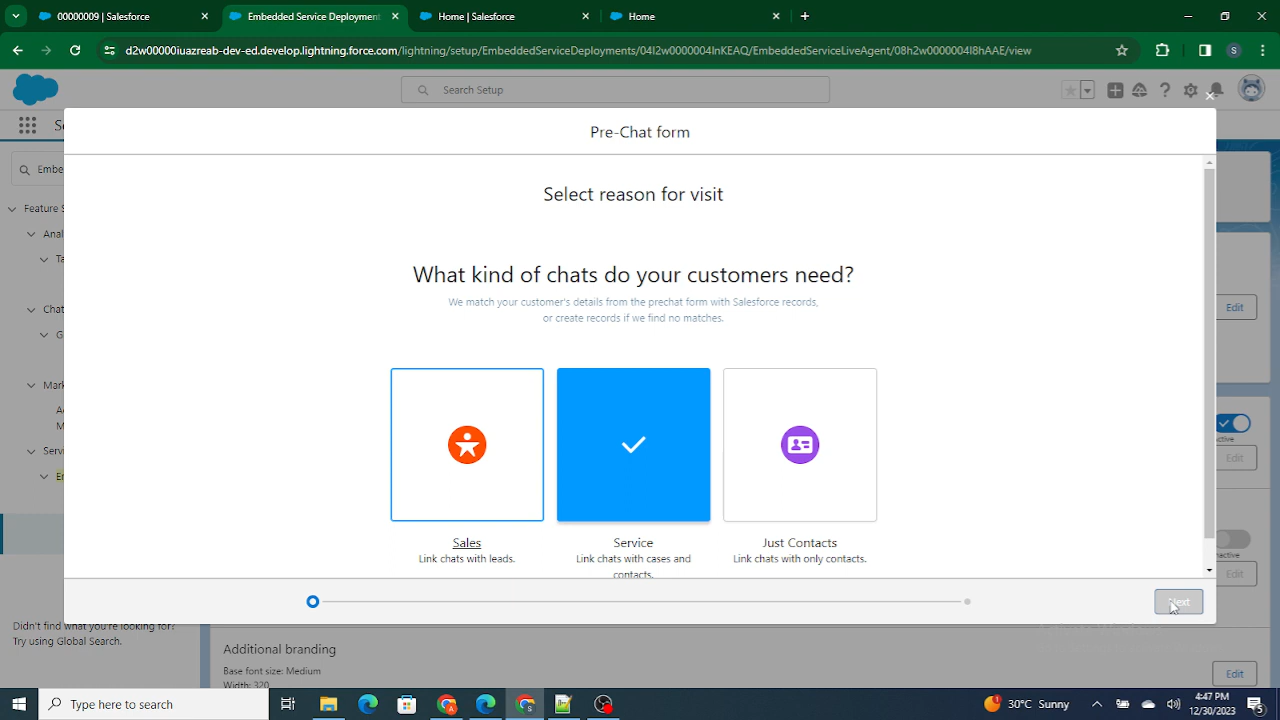 0000009 | Salesforce
Embedded Service Deployment
Home | Salesforce
Home
d2w00000iuazreab-dev-ed.develop.lightning.force.com/lightning/setup/EmbeddedServiceDeployments/04I2w0000004InKEAQ/EmbeddedServiceLiveAgent/08h2w0000004I8hAAE/view
S
Search Setup
Pre-Chat form
Embe
Select reason for visit
Feature S
What kind of chats do your customers need?
We match your customer's details from the prechat form with Salesforce records,
or create records if we find no matches.
Edit
Sales
Link chats with leads.
Service
Link chats with cases and
contacts.
Just Contacts
Link chats with only contacts.
Edit
Edit
Next
Didn't find what you're looking for?
Try using Global Search.
Additional branding
Base font size: Medium
Width: 320
Edit
Type here to search
30°C Sunny
4:47 PM
12/30/2023